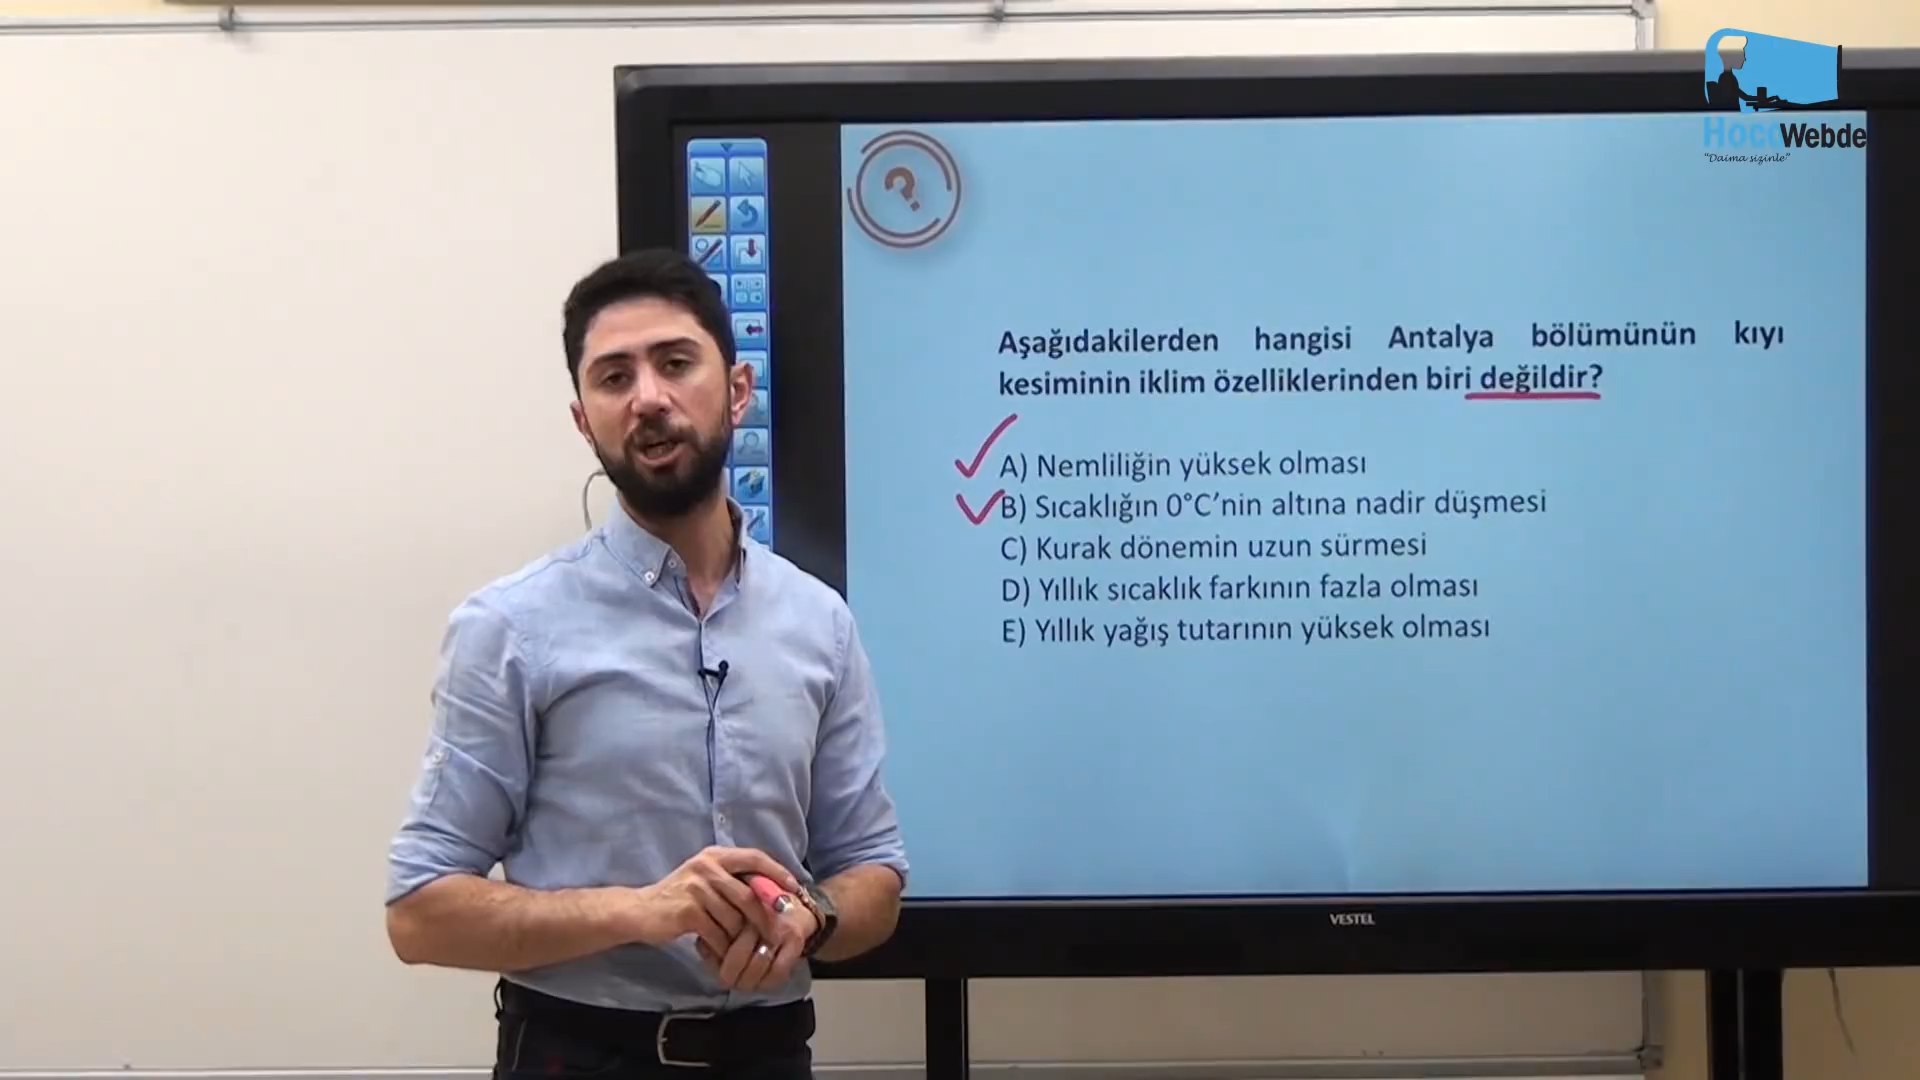 HocaWebde
"Daima sizinle"
?
Aşağıdakilerden hangisi Antalya bölümünün kıyı
kesiminin iklim özelliklerinden biri değildir?
A) Nemliliğin yüksek olması
B) Sıcaklığın 0°C'nin altına nadir düşmesi
C) Kurak dönemin uzun sürmesi
D) Yıllık sıcaklık farkının fazla olması
E) Yıllık yağış tutarının yüksek olması
VESTEL